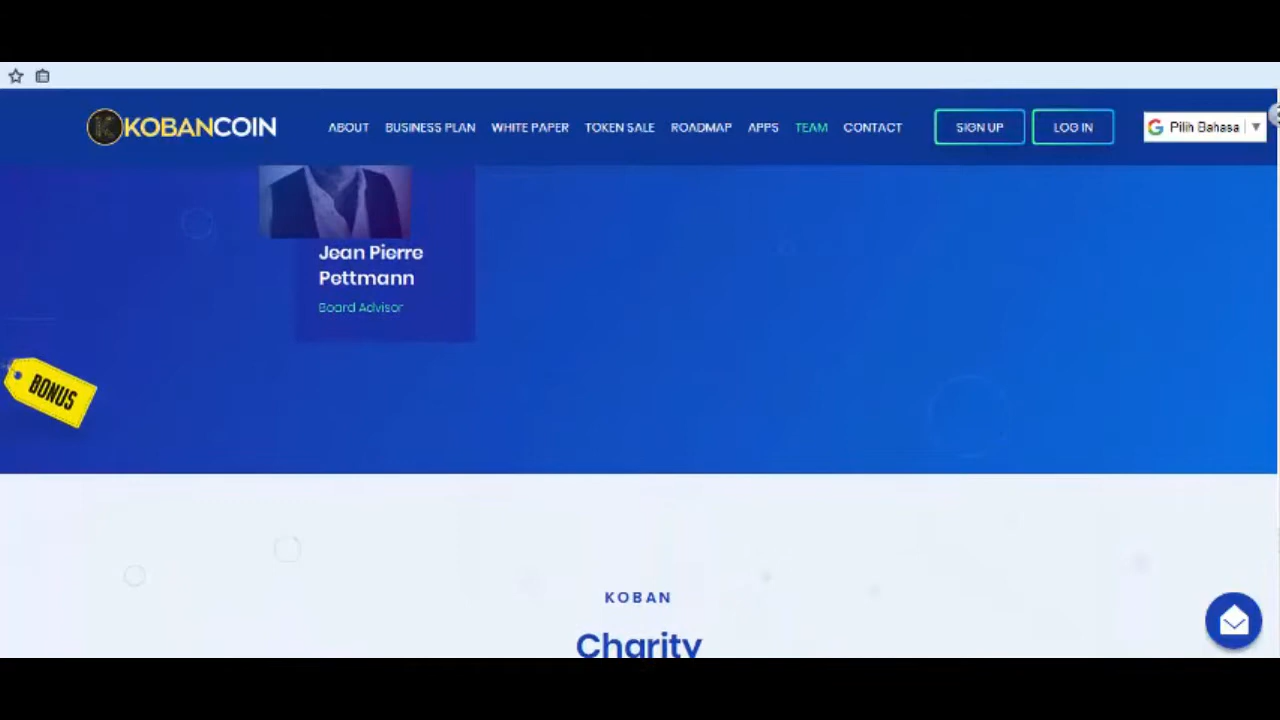 KOBANCOIN
ABOUT BUSINESS PLAN WHITE PAPER TOKEN SALE ROADMAP APPS TEAM CONTACT SIGN UP LOG IN Pilih Bahasa
Jean Pierre
Pettmann
Board Advisor
BONUS
KOBAN
Charity